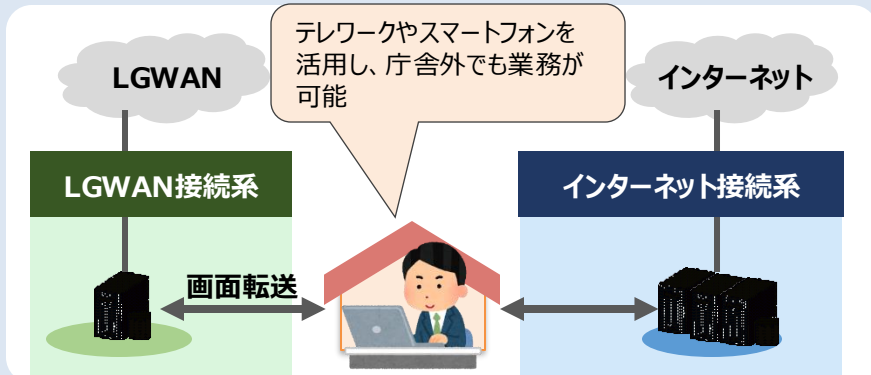 テレワークやスマートフォンを
活用し、庁舎外でも業務が
可能
LGWAN
インターネット
LGWAN接続系
インターネット接続系
画面転送